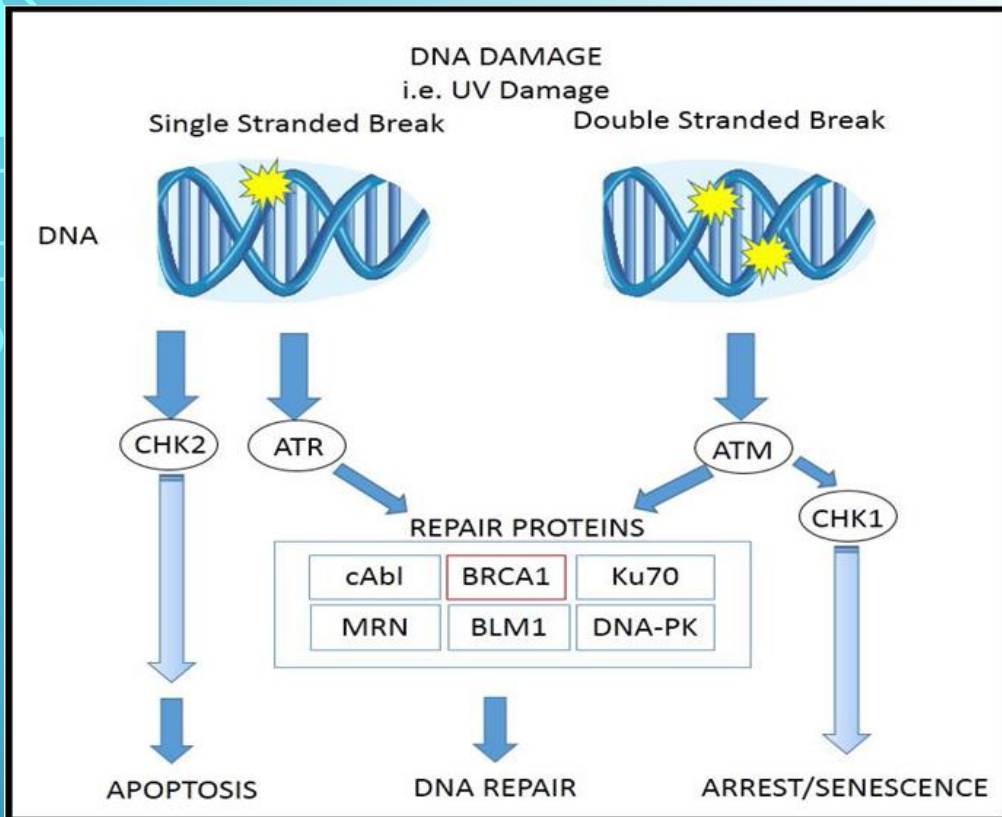 DNA DAMAGE
i.e. UV Damage
Single Stranded Break
Double Stranded Break
DNA
CHK2
ATR
ATM
CHK1
REPAIR PROTEINS
cAbl
BRCA1
Ku70
MRN
BLM1
DNA-PK
APOPTOSIS
DNA REPAIR
ARREST/SENESCENCE